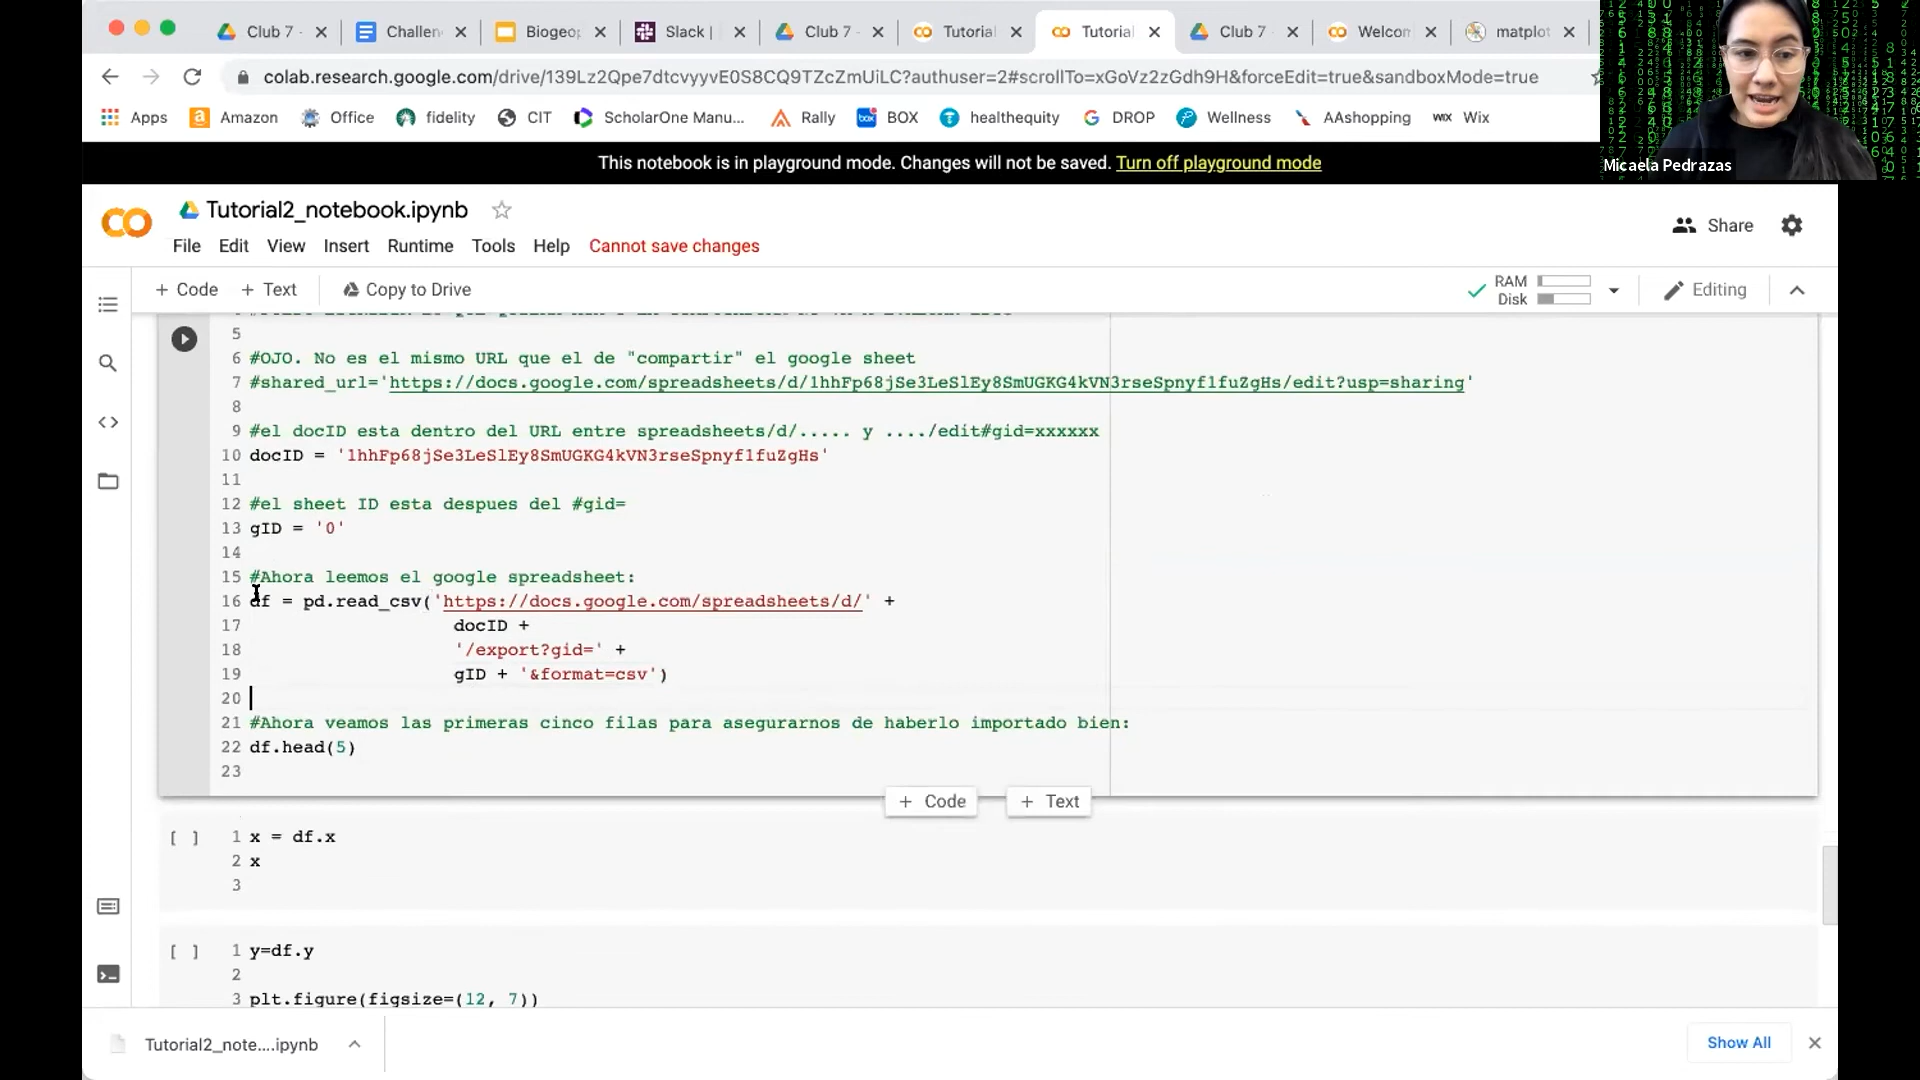 Club 7 - Challen Biogeo Slack | Club 7 - Tutorial Tutorial Club 7 Welcom matplot
colab.research.google.com/drive/139Lz2Qpe7dtcvyyvE0S8CQ9TZcZmUiLC?authuser=2#scrollTo=xGoVz2zGdh9H&forceEdit=true&sandboxMode=true
Apps Amazon Office fidelity CIT ScholarOne Manu... Rally BOX healthequity DROP Wellness AAshopping WIX Wix
Micaela Pedrazas
This notebook is in playground mode. Changes will not be saved. Turn off playground mode
Tutorial2_notebook.ipynb
Share
File Edit View Insert Runtime Tools Help Cannot save changes
+ Code + Text Copy to Drive RAM Disk Editing
5
6 #OJO. No es el mismo URL que el de "compartir" el google sheet
7 #shared_url='https://docs.google.com/spreadsheets/d/1hhFp68jSe3LeSlEy8SmUGKG4kVN3rseSpnyf1fuZgHs/edit?usp=sharing'
8
9 #el docID esta dentro del URL entre spreadsheets/d/..... y ..../edit#gid=xxxxxx
10 docID = '1hhFp68jSe3LeSlEy8SmUGKG4kVN3rseSpnyf1fuZgHs'
11
12 #el sheet ID esta despues del #gid=
13 gID = '0'
14
15 #Ahora leemos el google spreadsheet:
16 df = pd.read_csv('https://docs.google.com/spreadsheets/d/' +
17 docID +
18 '/export?gid=' +
19 gID + '&format=csv')
20
21 #Ahora veamos las primeras cinco filas para asegurarnos de haberlo importado bien:
22 df.head(5)
23
+ Code + Text
[ ] 1 x = df.x
2 x
3
[ ] 1 y=df.y
2
3 plt.figure(figsize=(12, 7))
Tutorial2_note....ipynb
Show All